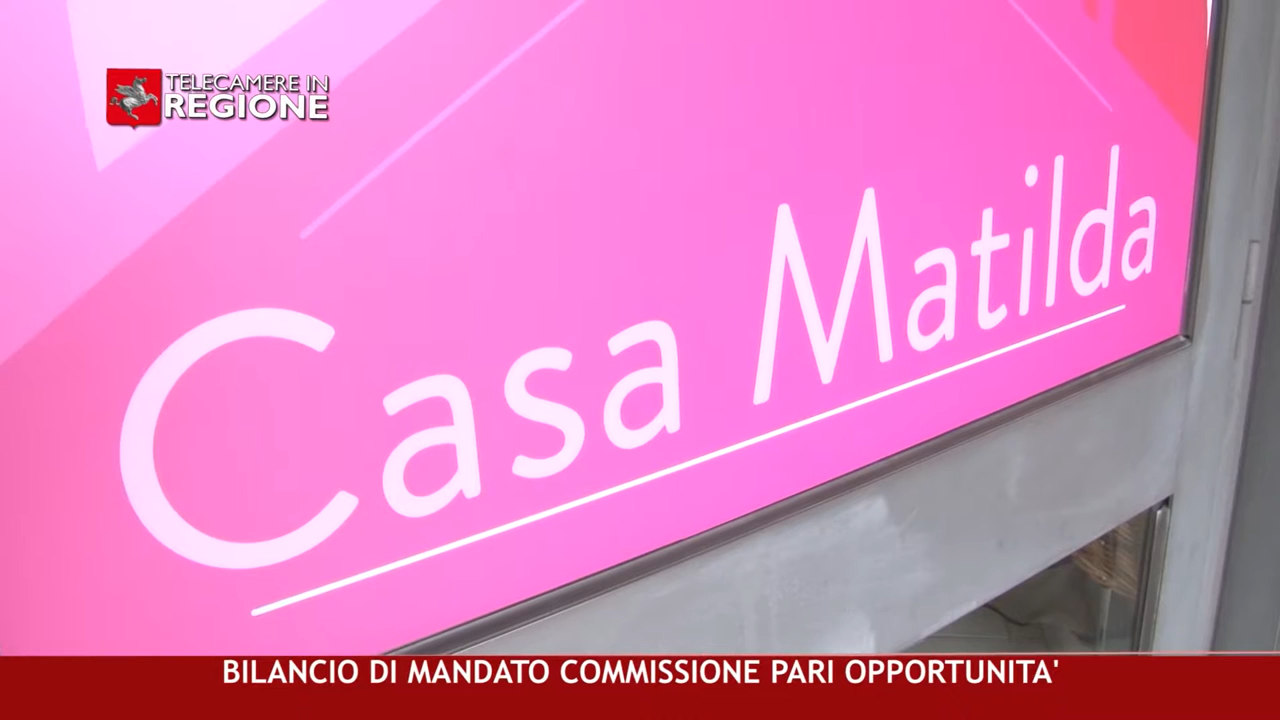 TELECAMERE IN
REGIONE
Casa Matilda
BILANCIO DI MANDATO COMMISSIONE PARI OPPORTUNITA'